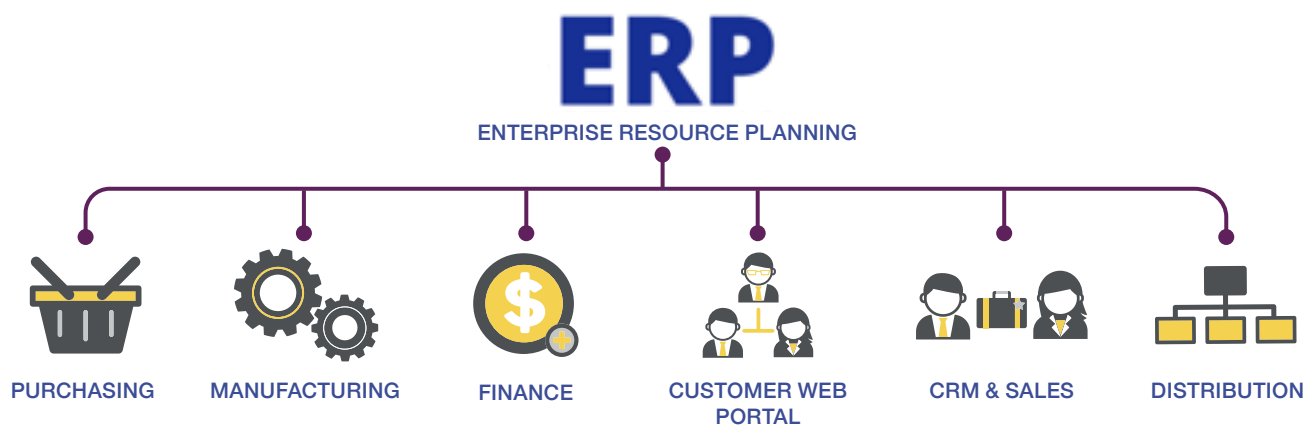 ERP
ENTERPRISE RESOURCE PLANNING
$
PURCHASING
MANUFACTURING
FINANCE
CUSTOMER WEB
PORTAL
CRM & SALES
DISTRIBUTION